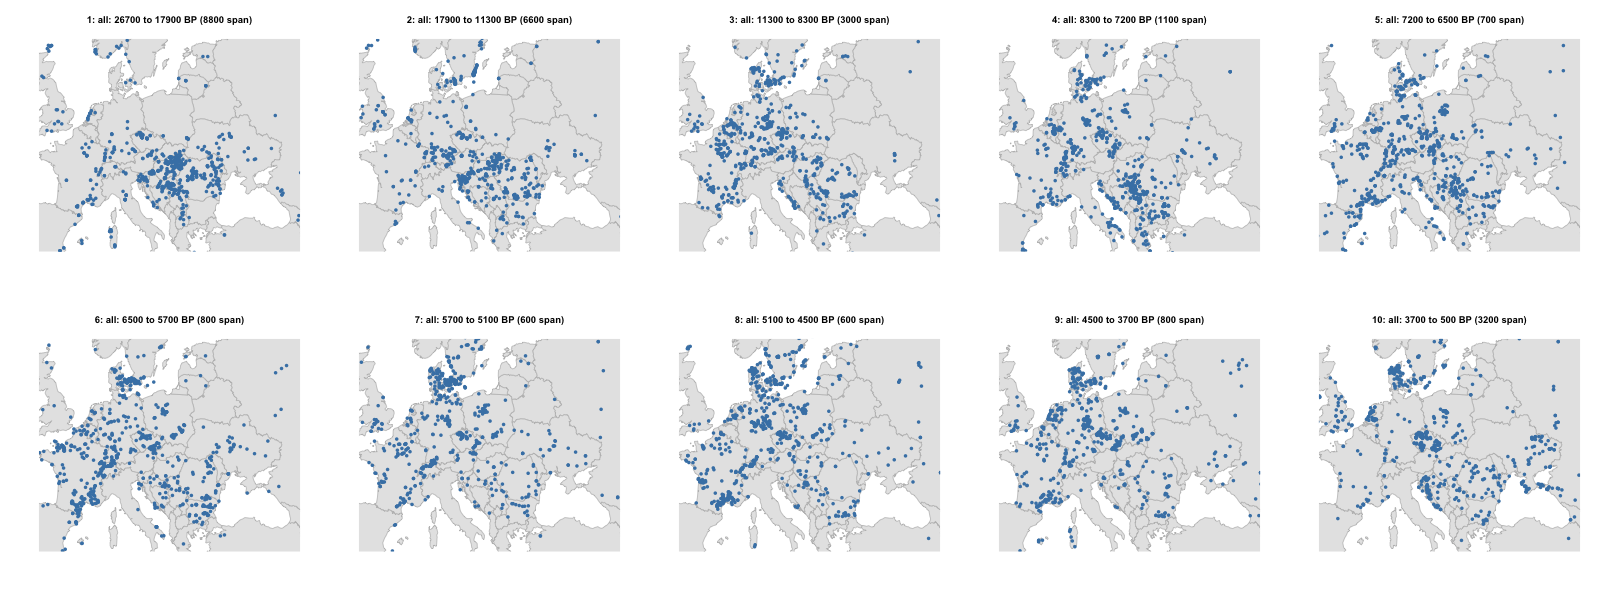 1: all: 26700 to 17900 BP (8800 span)
2: all: 17900 to 11300 BP (6600 span)
3: all: 11300 to 8300 BP (3000 span)
4: all: 8300 to 7200 BP (1100 span)
5: all: 7200 to 6500 BP (700 span)
6: all: 6500 to 5700 BP (800 span)
7: all: 5700 to 5100 BP (600 span)
8: all: 5100 to 4500 BP (600 span)
9: all: 4500 to 3700 BP (800 span)
10: all: 3700 to 500 BP (3200 span)